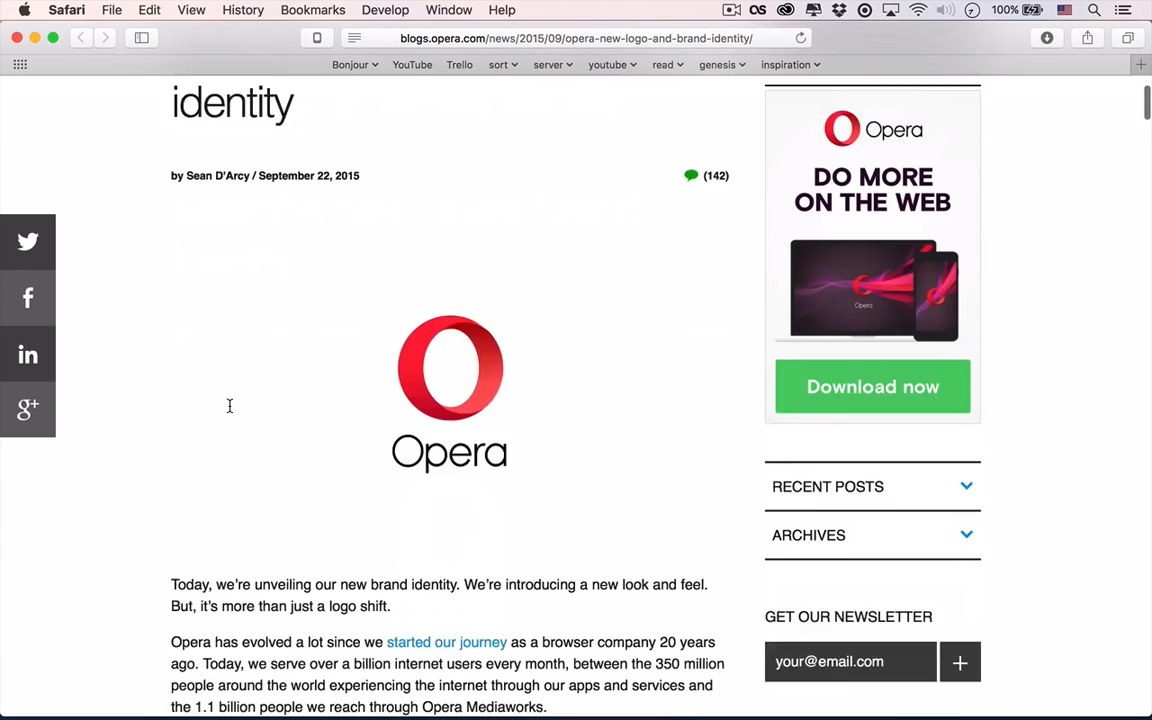 Safari File Edit View History Bookmarks Develop Window Help 100%
blogs.opera.com/news/2015/09/opera-new-logo-and-brand-identity/
Bonjour YouTube Trello sort server youtube read genesis inspiration
identity
by Sean D'Arcy / September 22, 2015
(142)
Opera
Today, we're unveiling our new brand identity. We're introducing a new look and feel.
But, it's more than just a logo shift.
Opera has evolved a lot since we started our journey as a browser company 20 years
ago. Today, we serve over a billion internet users every month, between the 350 million
people around the world experiencing the internet through our apps and services and
the 1.1 billion people we reach through Opera Mediaworks.
Opera
DO MORE
ON THE WEB
Opera
Download now
RECENT POSTS
ARCHIVES
GET OUR NEWSLETTER
your@email.com